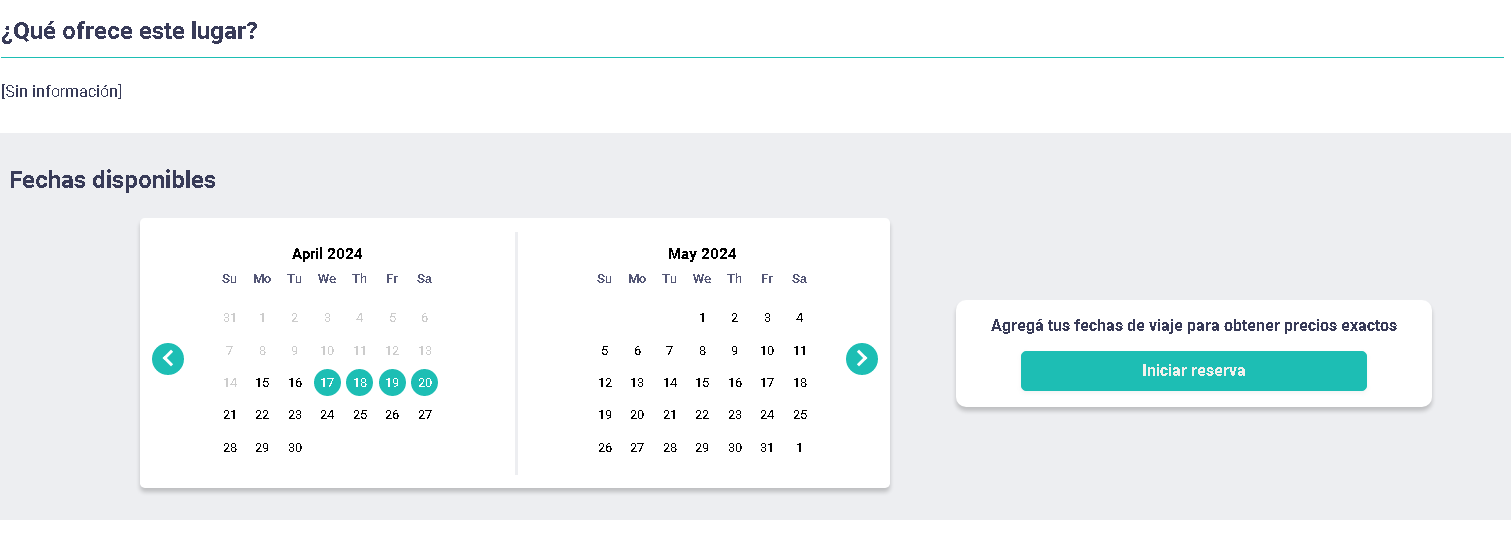 ¿Qué ofrece este lugar?
[Sin información]
Fechas disponibles
April 2024
Su Mo Tu We Th Fr Sa
31 1 2 3 4 5 6
7 8 9 10 11 12 13
14 15 16 17 18 19 20
21 22 23 24 25 26 27
28 29 30
May 2024
Su Mo Tu We Th Fr Sa
1 2 3 4
5 6 7 8 9 10 11
12 13 14 15 16 17 18
19 20 21 22 23 24 25
26 27 28 29 30 31 1
Agregá tus fechas de viaje para obtener precios exactos
Iniciar reserva